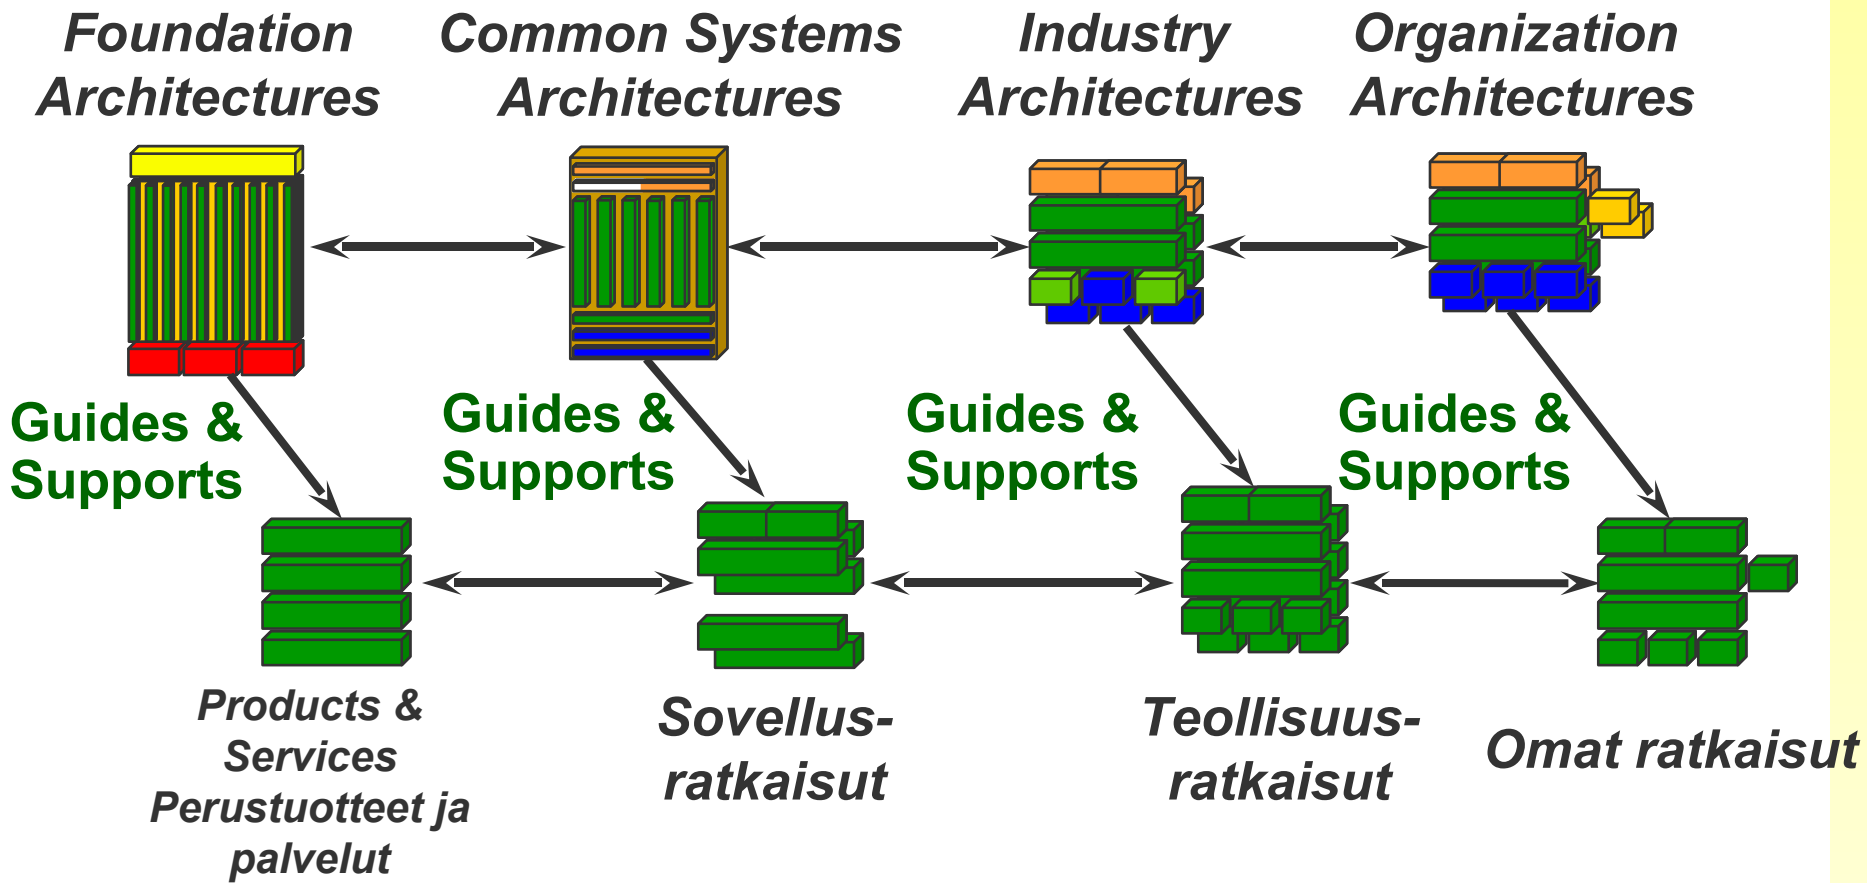 Foundation
Architectures
Common Systems
Architectures
Industry
Architectures
Organization
Architectures
Guides &
Supports
Guides &
Supports
Guides &
Supports
Guides &
Supports
Products &
Services
Perustuotteet ja
palvelut
Sovellus-
ratkaisut
Teollisuus-
ratkaisut
Omat ratkaisut